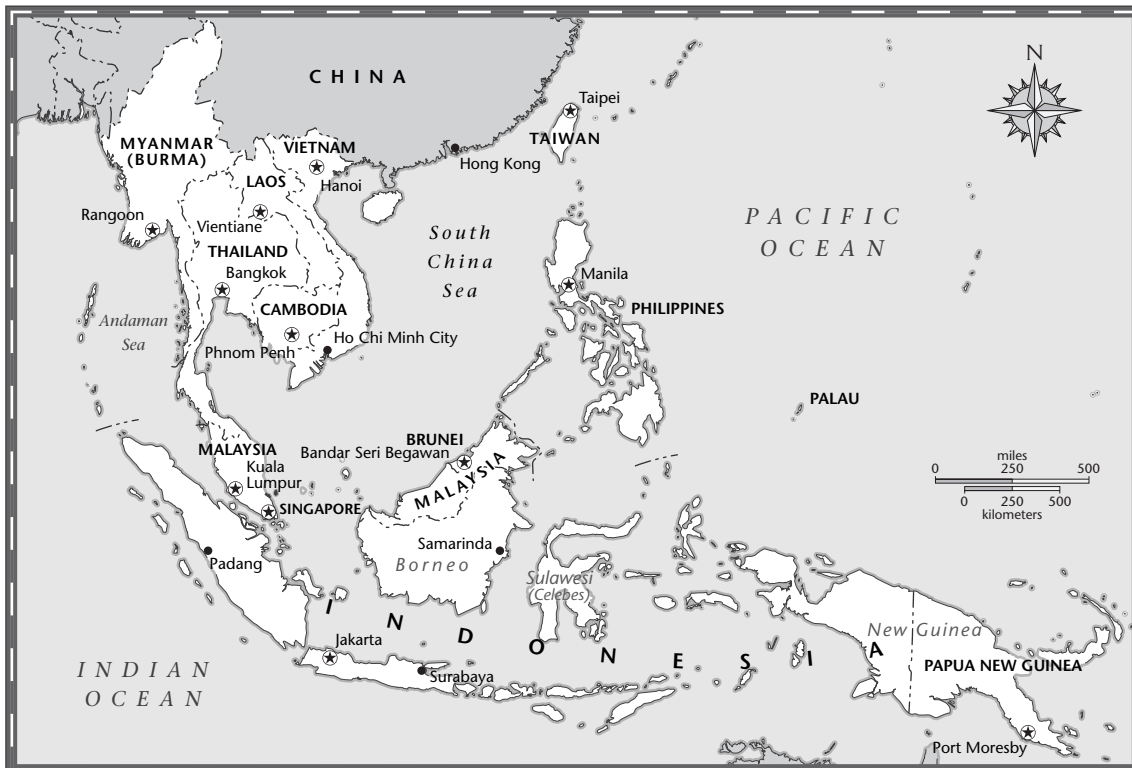 N
CHINA
Taipei
TAIWAN
MYANMAR
(BURMA)
VIETNAM
Hong Kong
LAOS
Hanoi
Rangoon
Vientiane
PACIFIC
OCEAN
South
China
Sea
THAILAND
Bangkok
Manila
CAMBODIA
PHILIPPINES
Andaman
Sea
Ho Chi Minh City
Phnom Penh
PALAU
BRUNEI
Bandar Seri Begawan
MALAYSIA
Kuala
Lumpur
MALAYSIA
miles
0 250 500
0 250 500
kilometers
SINGAPORE
Samarinda
Padang
Borneo
Sulawesi
(Celebes)
INDONESIA
New Guinea
Jakarta
PAPUA NEW GUINEA
Surabaya
INDIAN
OCEAN
Port Moresby